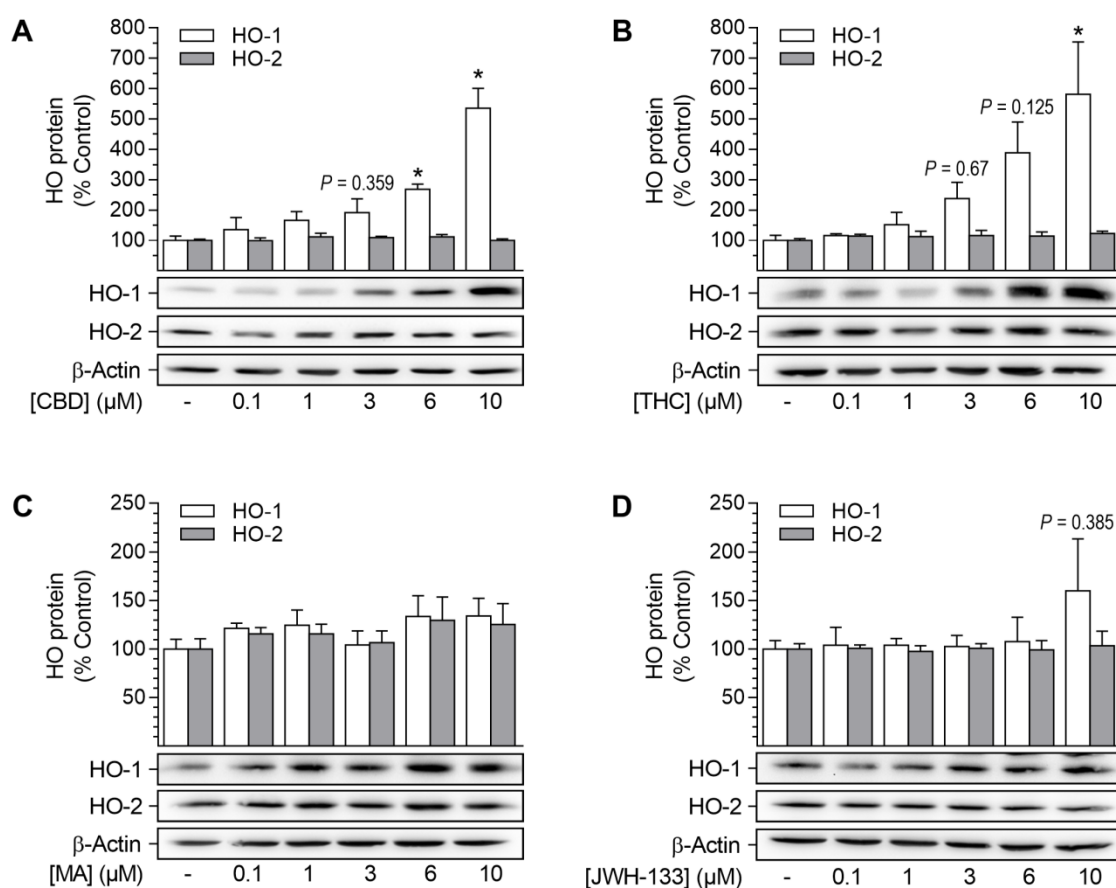 A
HO protein
(% Control)
800
700
600
500
400
300
200
100
HO-1
HO-2
P = 0.359
*
*
HO-1
HO-2
β-Actin
[CBD] (µM)
- 0.1 1 3 6 10
B
HO protein
(% Control)
800
700
600
500
400
300
200
100
HO-1
HO-2
P = 0.67
P = 0.125
*
HO-1
HO-2
β-Actin
[THC] (µM)
- 0.1 1 3 6 10
C
HO protein
(% Control)
250
200
150
100
50
HO-1
HO-2
HO-1
HO-2
β-Actin
[MA] (µM)
- 0.1 1 3 6 10
D
HO protein
(% Control)
250
200
150
100
50
HO-1
HO-2
P = 0.385
HO-1
HO-2
β-Actin
[JWH-133] (µM)
- 0.1 1 3 6 10